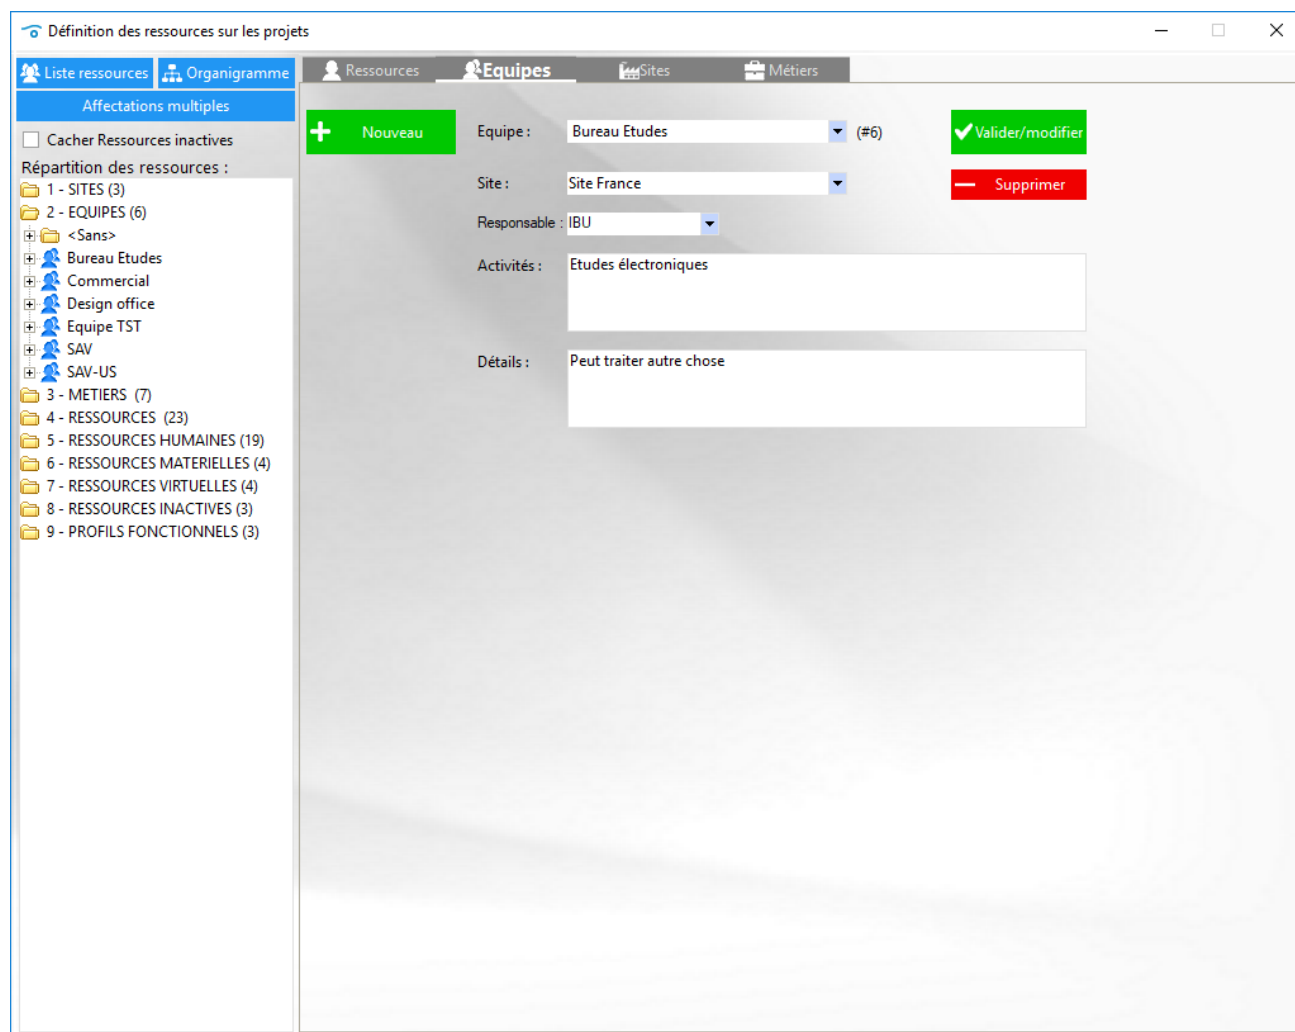 Définition des ressources sur les projets
Liste ressources
Organigramme
Affectations multiples
Cacher Ressources inactives
Répartition des ressources :
1 - SITES (3)
2 - EQUIPES (6)
<Sans>
Bureau Etudes
Commercial
Design office
Equipe TST
SAV
SAV-US
3 - METIERS (7)
4 - RESSOURCES (23)
5 - RESSOURCES HUMAINES (19)
6 - RESSOURCES MATERIELLES (4)
7 - RESSOURCES VIRTUELLES (4)
8 - RESSOURCES INACTIVES (3)
9 - PROFILS FONCTIONNELS (3)
Ressources
Equipes
Sites
Métiers
Nouveau
Equipe : Bureau Etudes (#6)
Valider/modifier
Site : Site France
Supprimer
Responsable : IBU
Activités : Etudes électroniques
Détails : Peut traiter autre chose